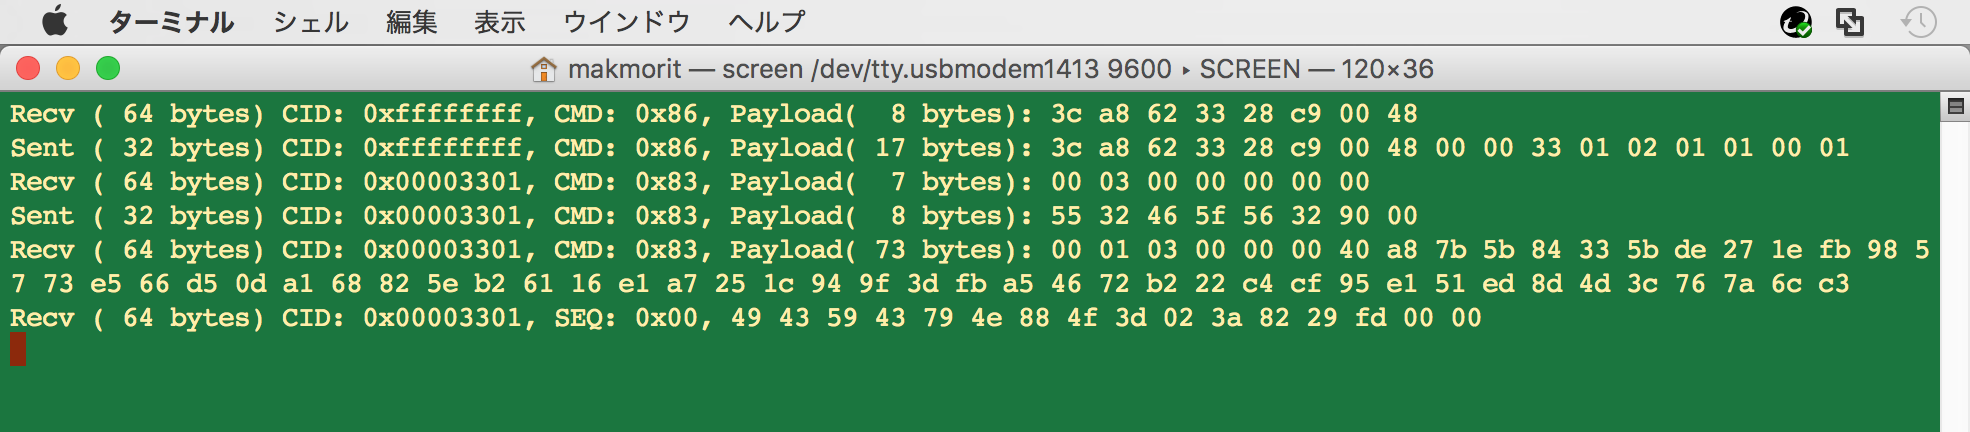 ターミナル シェル 編集 表示 ウインドウ ヘルプ
makmorit — screen /dev/tty.usbmodem1413 9600 ▸ SCREEN — 120×36
Recv ( 64 bytes) CID: 0xffffffff, CMD: 0x86, Payload(  8 bytes): 3c a8 62 33 28 c9 00 48
Sent ( 32 bytes) CID: 0xffffffff, CMD: 0x86, Payload( 17 bytes): 3c a8 62 33 28 c9 00 48 00 00 33 01 02 01 01 00 01
Recv ( 64 bytes) CID: 0x00003301, CMD: 0x83, Payload(  7 bytes): 00 03 00 00 00 00 00
Sent ( 32 bytes) CID: 0x00003301, CMD: 0x83, Payload(  8 bytes): 55 32 46 5f 56 32 90 00
Recv ( 64 bytes) CID: 0x00003301, CMD: 0x83, Payload( 73 bytes): 00 01 03 00 00 00 40 a8 7b 5b 84 33 5b de 27 1e fb 98 5
7 73 e5 66 d5 0d a1 68 82 5e b2 61 16 e1 a7 25 1c 94 9f 3d fb a5 46 72 b2 22 c4 cf 95 e1 51 ed 8d 4d 3c 76 7a 6c c3
Recv ( 64 bytes) CID: 0x00003301, SEQ: 0x00, 49 43 59 43 79 4e 88 4f 3d 02 3a 82 29 fd 00 00